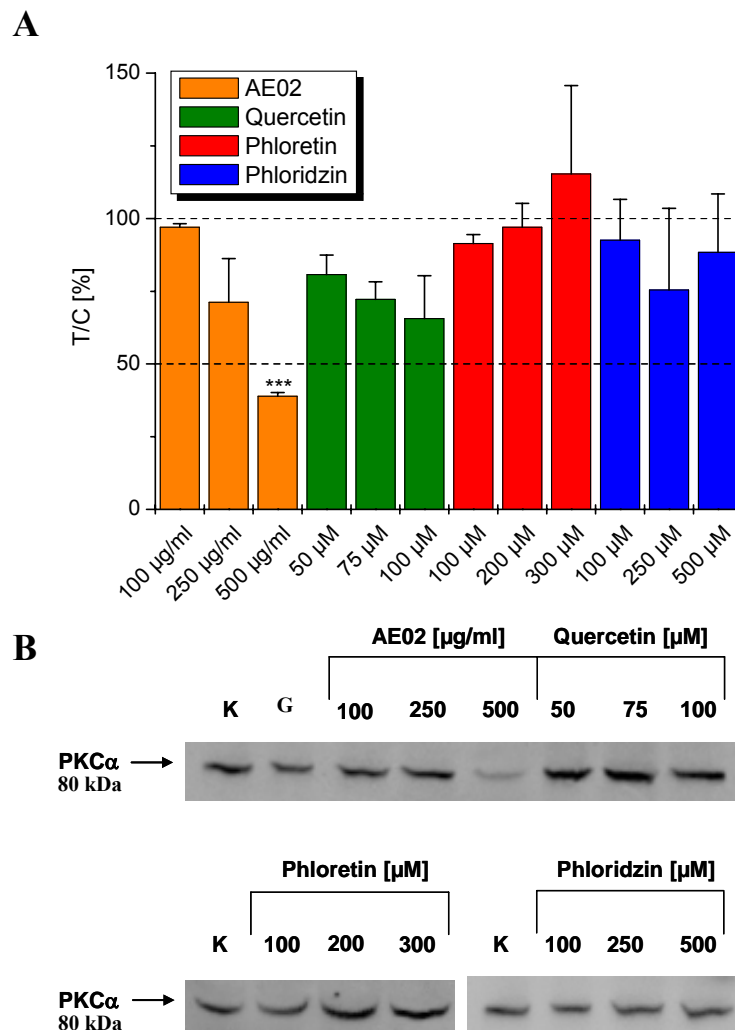 A
150
100
50
0
T/C [%]
AE02
Quercetin
Phloretin
Phloridzin
***
100 µg/ml
250 µg/ml
500 µg/ml
50 µM
75 µM
100 µM
100 µM
200 µM
300 µM
100 µM
250 µM
500 µM
B
AE02 [µg/ml] Quercetin [µM]
K G 100 250 500 50 75 100
PKCα
80 kDa
Phloretin [µM] Phloridzin [µM]
K 100 200 300 K 100 250 500
PKCα
80 kDa